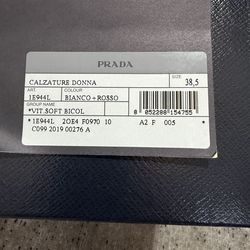 PRADA
CALZATURE DONNA
SIZE
38,5
ART.
COLOUR
1E944L
BIANCO+ROSSO
GROUP NAME
*VIT.SOFT BICOL
8 052288 154755
*1E944L 2OE4 F0970 10 A2 F 005 *
C099 2019 00276 A